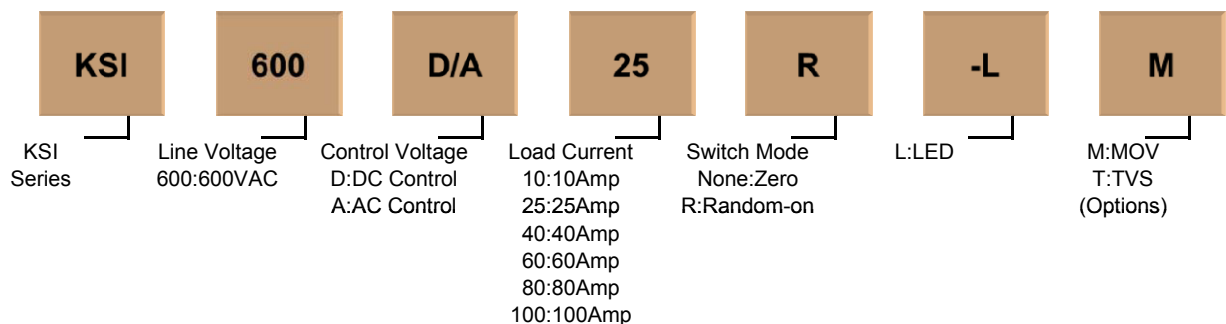 KSI 600 D/A 25 R -L M
KSI
Series
Line Voltage
600:600VAC
Control Voltage
D:DC Control
A:AC Control
Load Current
10:10Amp
25:25Amp
40:40Amp
60:60Amp
80:80Amp
100:100Amp
Switch Mode
None:Zero
R:Random-on
L:LED
M:MOV
T:TVS
(Options)